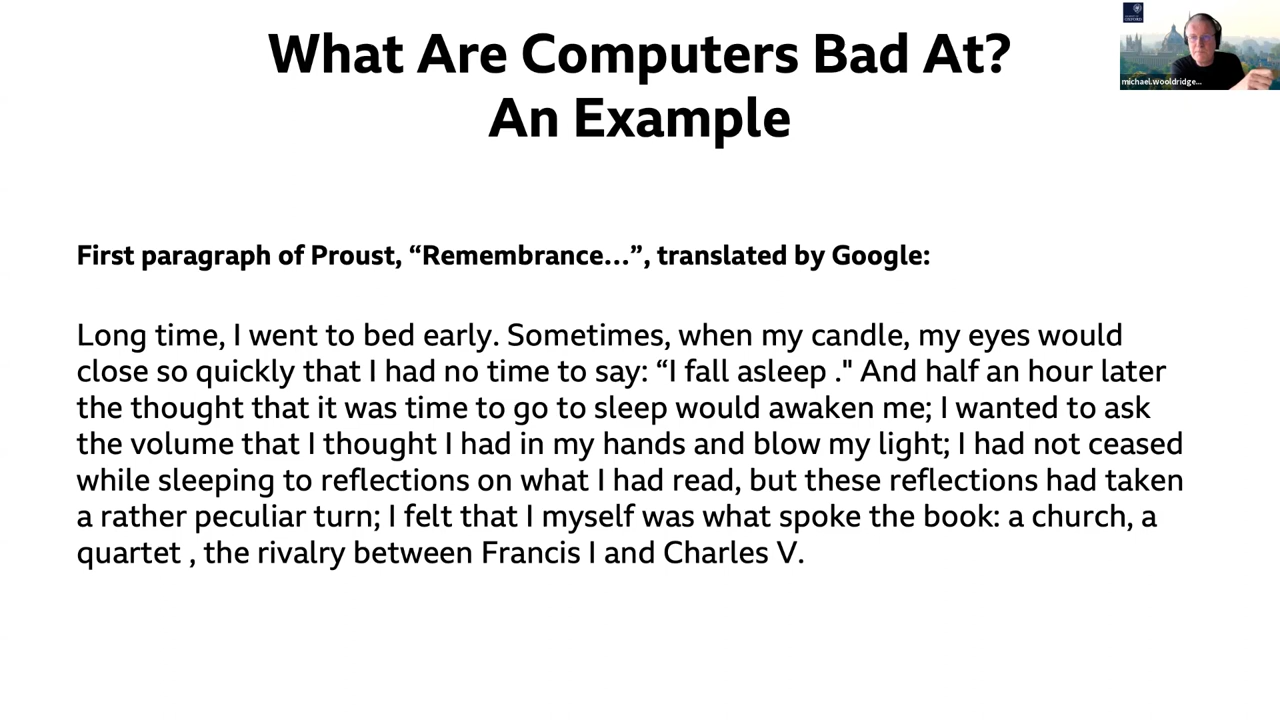 What Are Computers Bad At?
An Example
michael.wooldridge...
OXFORD
First paragraph of Proust, “Remembrance...”, translated by Google:
Long time, I went to bed early. Sometimes, when my candle, my eyes would
close so quickly that I had no time to say: “I fall asleep ." And half an hour later
the thought that it was time to go to sleep would awaken me; I wanted to ask
the volume that I thought I had in my hands and blow my light; I had not ceased
while sleeping to reflections on what I had read, but these reflections had taken
a rather peculiar turn; I felt that I myself was what spoke the book: a church, a
quartet , the rivalry between Francis I and Charles V.